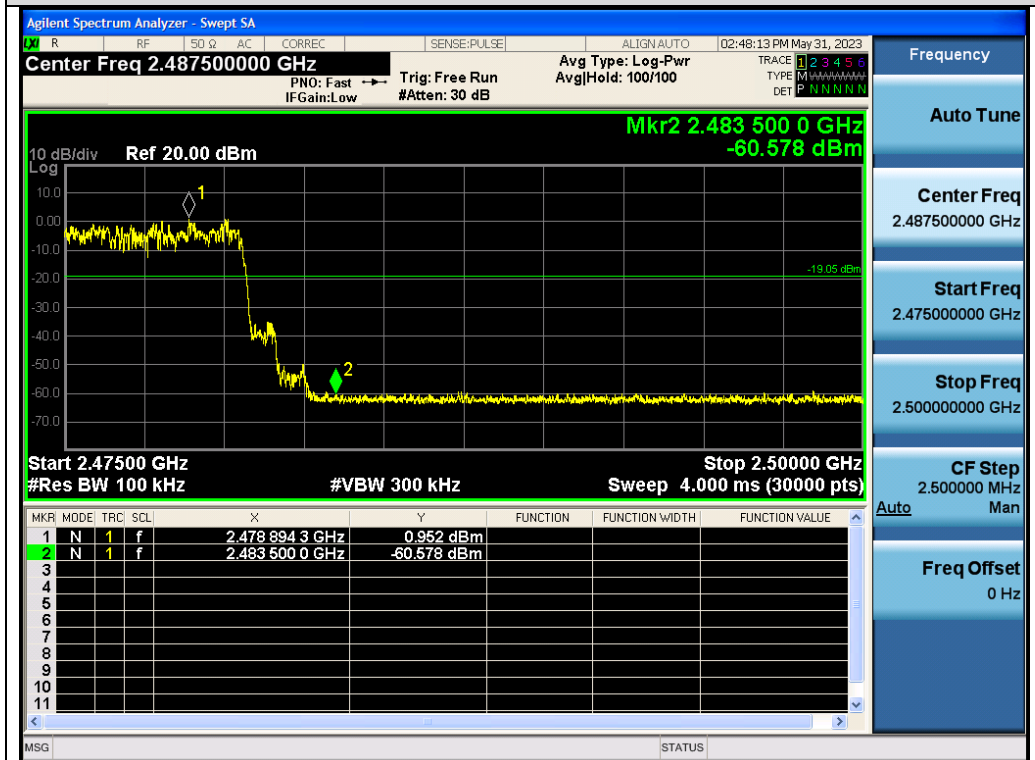 Agilent Spectrum Analyzer - Swept SA
LXI R RF 50 Ω AC CORREC SENSE:PULSE ALIGN AUTO 02:48:13 PM May 31, 2023
Center Freq 2.487500000 GHz
PNO: Fast
IFGain:Low
Trig: Free Run
#Atten: 30 dB
Avg Type: Log-Pwr
Avg|Hold: 100/100
TRACE 1 2 3 4 5 6
TYPE M
DET P N N N N N
Mkr2 2.483 500 0 GHz
-60.578 dBm
10 dB/div Ref 20.00 dBm
Log
10.0
0.00
-10.0
-20.0
-30.0
-40.0
-50.0
-60.0
-70.0
1
-19.05 dBm
2
Start 2.47500 GHz Stop 2.50000 GHz
#Res BW 100 kHz #VBW 300 kHz Sweep 4.000 ms (30000 pts)
MKR MODE TRC SCL X Y FUNCTION FUNCTION WIDTH FUNCTION VALUE
1 N 1 f 2.478 894 3 GHz 0.952 dBm
2 N 1 f 2.483 500 0 GHz -60.578 dBm
3
4
5
6
7
8
9
10
11
MSG STATUS
Frequency
Auto Tune
Center Freq
2.487500000 GHz
Start Freq
2.475000000 GHz
Stop Freq
2.500000000 GHz
CF Step
2.500000 MHz
Auto Man
Freq Offset
0 Hz